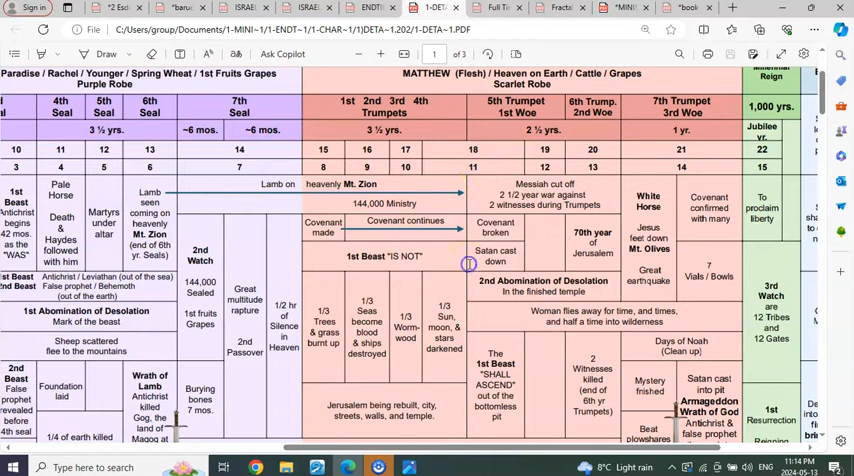 Sign in
*2 Esd
*baruc
ISRAEL
ISRAEL
ENDTI
1-DETA
Full Tin
Fractal
*MINIS
*book
File
C:/Users/group/Documents/1-MINI~1/1-ENDT~1/1-CHAR~1/1)DETA~1.202/1-DETA~1.PDF
Draw
Ask Copilot
1
of 3
Paradise / Rachel / Younger / Spring Wheat / 1st Fruits Grapes
Purple Robe
MATTHEW (Flesh) / Heaven on Earth / Cattle / Grapes
Scarlet Robe
Millennial
Reign
4th
Seal
5th
Seal
6th
Seal
7th
Seal
1st 2nd 3rd 4th
Trumpets
5th Trumpet
1st Woe
6th Trump.
2nd Woe
7th Trump
3rd Woe
1,000 yrs.
3 ½ yrs.
~6 mos.
~6 mos.
3 ½ yrs.
2 ½ yrs.
1 yr.
Jubilee
yr.
10
11
12
13
14
15
16
17
18
19
20
21
22
3
4
5
6
7
8
9
10
11
12
13
14
15
1st
Beast
Antichrist
begins
42 mos.
as the
"WAS"
Pale
Horse
Death
&
Haydes
followed
with him
Martyrs
under
altar
Lamb
seen
coming on
heavenly
Mt. Zion
(end of 6th
yr. Seals)
Lamb on heavenly Mt. Zion
144,000 Ministry
Messiah cut off
2 1/2 year war against
2 witnesses during Trumpets
White
Horse
Jesus
feet down
Mt. Olives
Great
earthquake
Covenant
confirmed
with many
To
proclaim
liberty
Covenant
made
Covenant continues
Covenant
broken
Satan cast
down
70th year
of
Jerusalem
7
Vials / Bowls
1st Beast "IS NOT"
2nd
Watch
144,000
Sealed
1st fruits
Grapes
Great
multitude
rapture
2nd
Passover
1/2 hr
of
Silence
in
Heaven
1st Beast
2nd Beast
Antichrist / Leviathan (out of the sea)
False prophet / Behemoth
(out of the earth)
1st Abomination of Desolation
Mark of the beast
Sheep scattered
flee to the mountains
1/3
Trees
& grass
burnt up
1/3
Seas
become
blood
& ships
destroyed
1/3
Worm-
wood
1/3
Sun,
moon, &
stars
darkened
2nd Abomination of Desolation
In the finished temple
Woman flies away for time, and times,
and half a time into wilderness
3rd
Watch
are
12 Tribes
and
12 Gates
Days of Noah
(Clean up)
2nd
Beast
False
prophet
revealed
before
4th seal
Foundation
laid
1/4 of earth killed
Wrath of
Lamb
Antichrist
killed
Gog, the
land of
Magog at
Burying
bones
7 mos.
Jerusalem being rebuilt, city,
streets, walls, and temple.
The
1st Beast
"SHALL
ASCEND"
out of the
bottomless
pit
2
Witnesses
killed
(end of
6th yr
Trumpets)
Mystery
frished
Beat
plowshares
Satan cast
into pit
Armageddon
Wrath of God
Antichrist &
false prophet
1st
Resurrection
Reigning
Type here to search
8°C Light rain
ENG
11:14 PM
2024-05-13